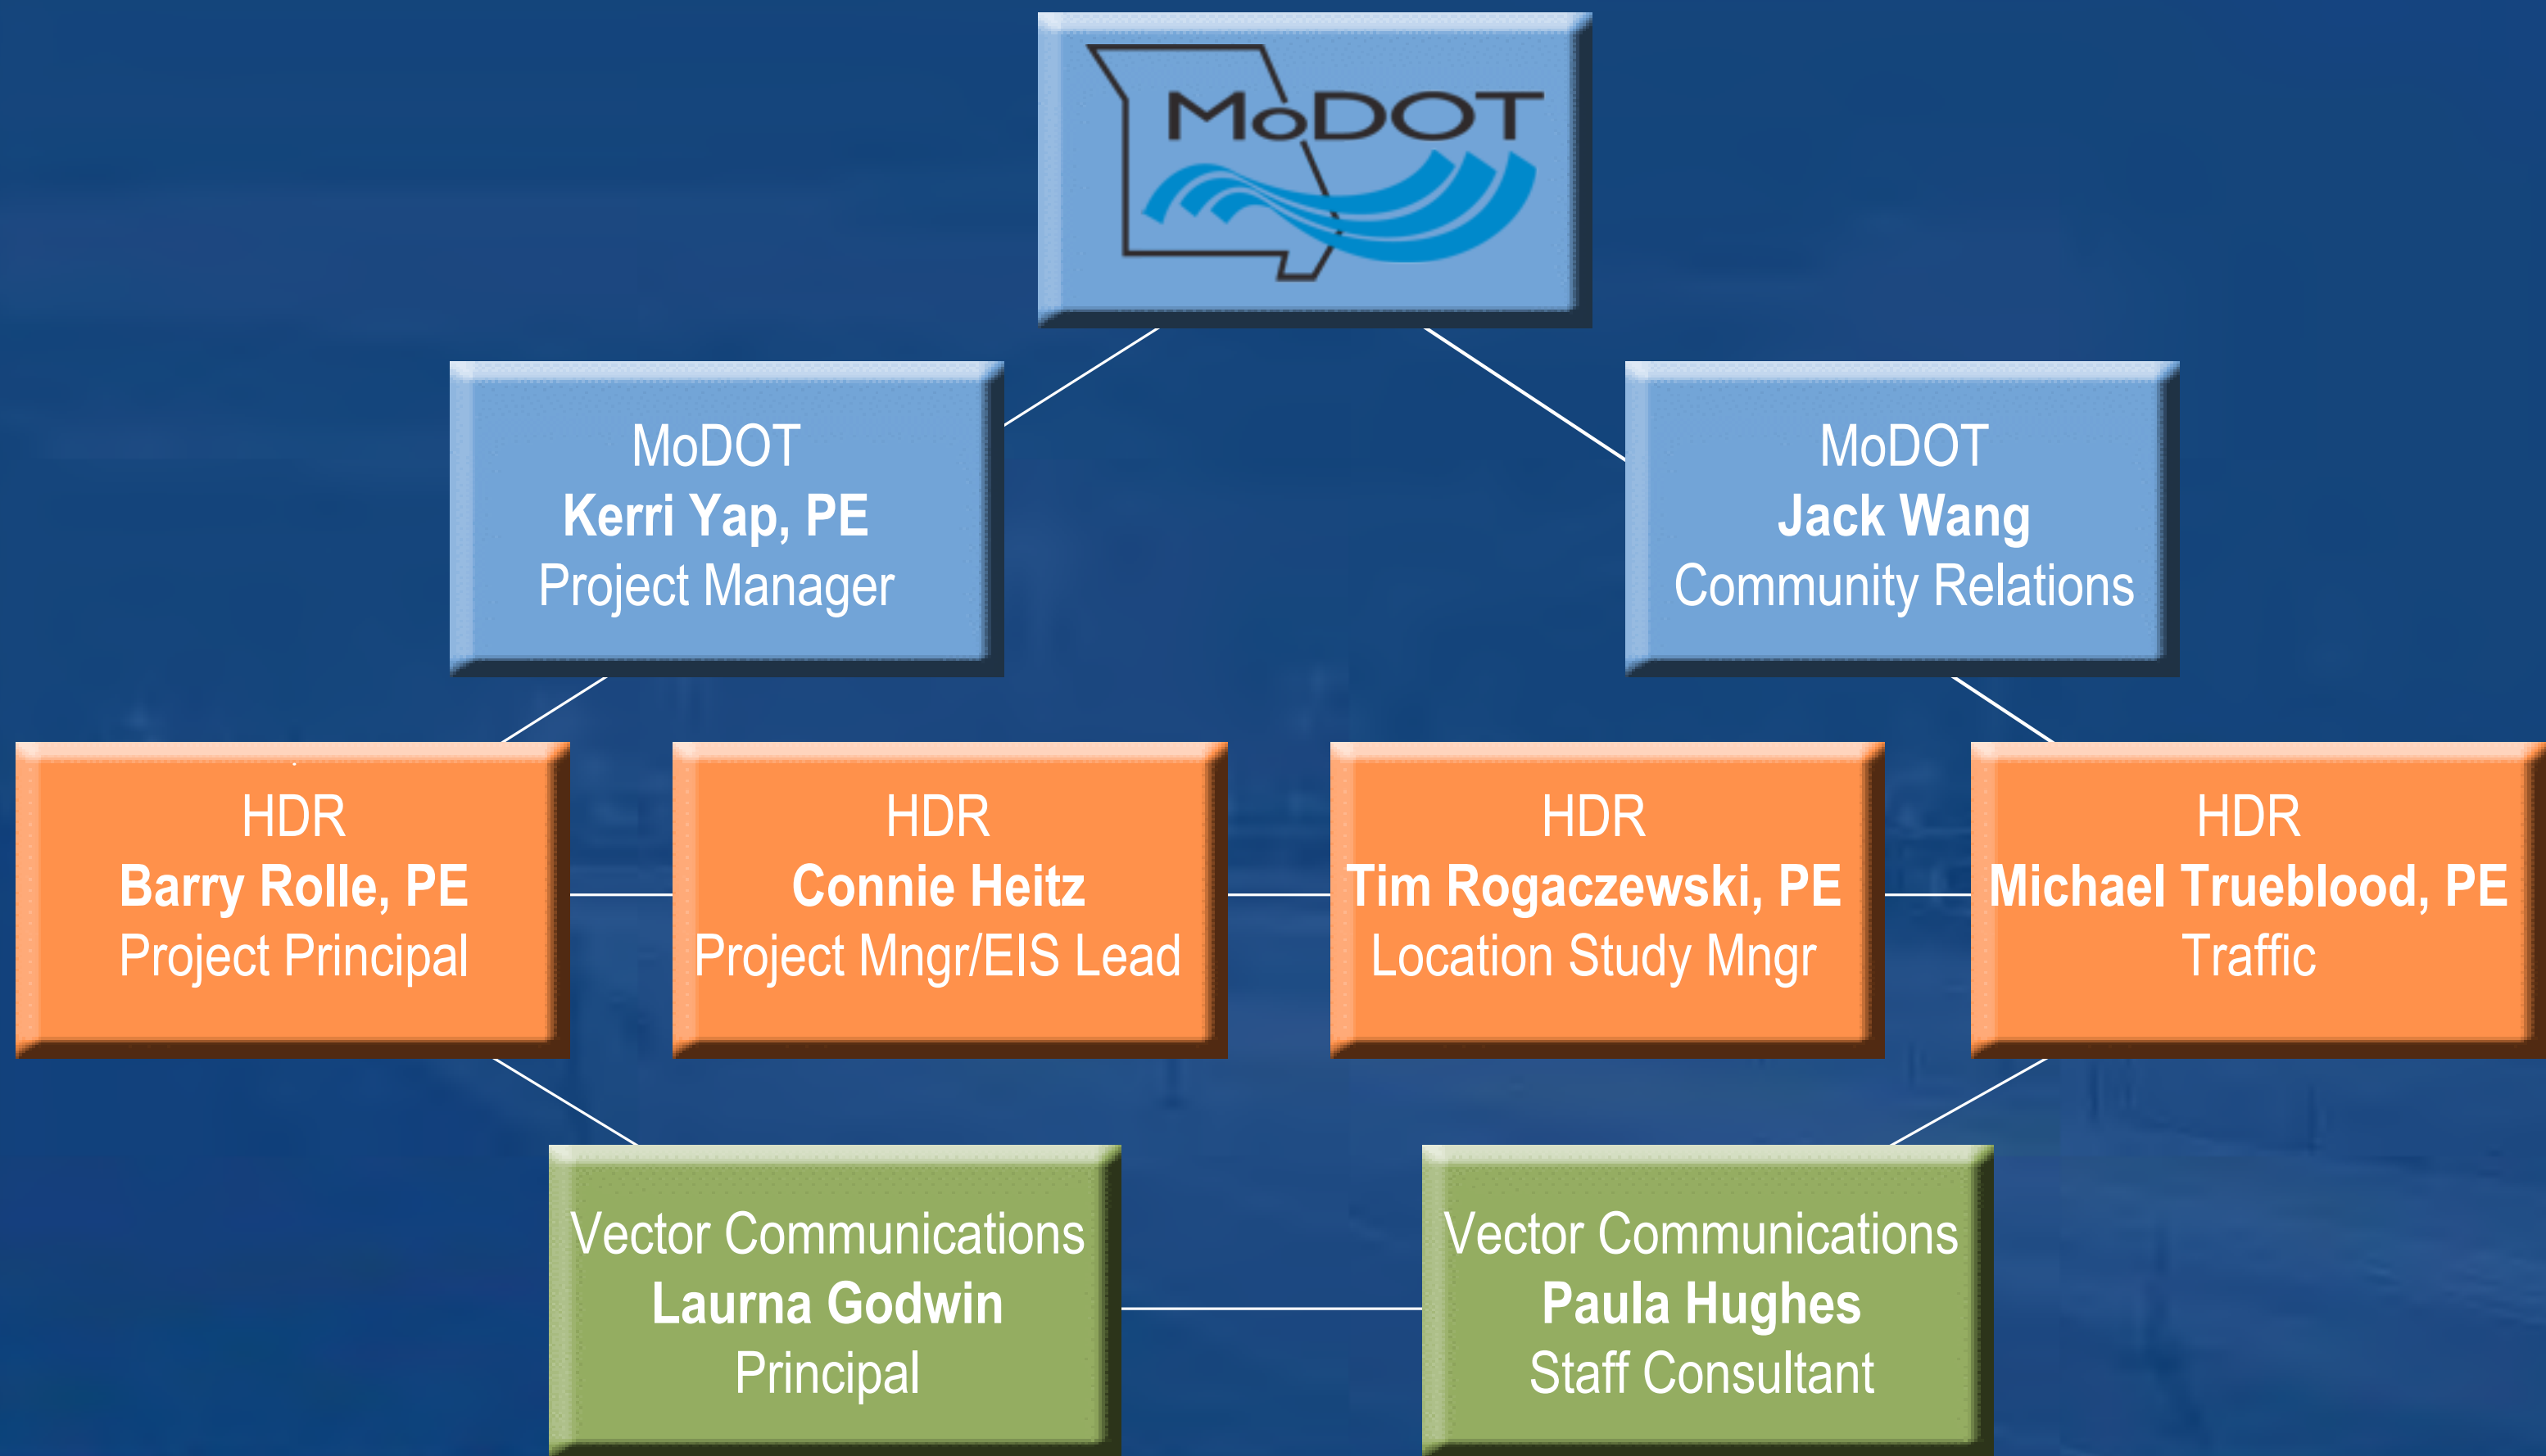 MoDOT
MoDOT
Kerri Yap, PE
Project Manager
MoDOT
Jack Wang
Community Relations
HDR
Barry Rolle, PE
Project Principal
HDR
Connie Heitz
Project Mngr/EIS Lead
HDR
Tim Rogaczewski, PE
Location Study Mngr
HDR
Michael Trueblood, PE
Traffic
Vector Communications
Laurna Godwin
Principal
Vector Communications
Paula Hughes
Staff Consultant